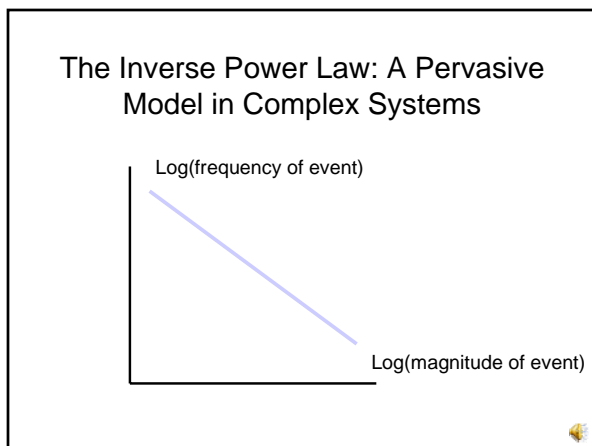 The Inverse Power Law: A Pervasive
Model in Complex Systems
Log(frequency of event)
Log(magnitude of event)